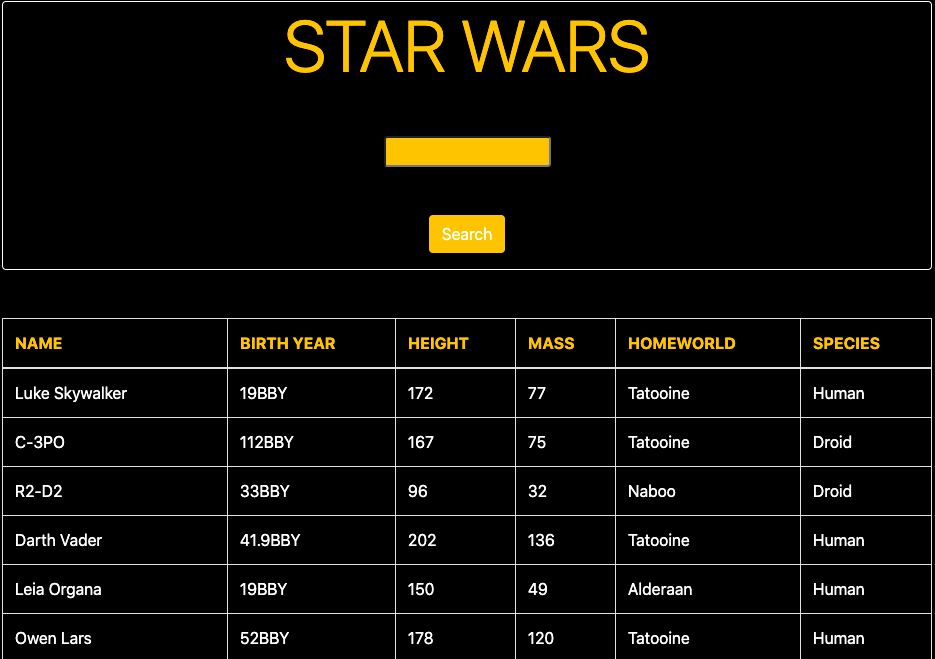 STAR WARS
Search
NAME BIRTH YEAR HEIGHT MASS HOMEWORLD SPECIES
Luke Skywalker 19BBY 172 77 Tatooine Human
C-3PO 112BBY 167 75 Tatooine Droid
R2-D2 33BBY 96 32 Naboo Droid
Darth Vader 41.9BBY 202 136 Tatooine Human
Leia Organa 19BBY 150 49 Alderaan Human
Owen Lars 52BBY 178 120 Tatooine Human